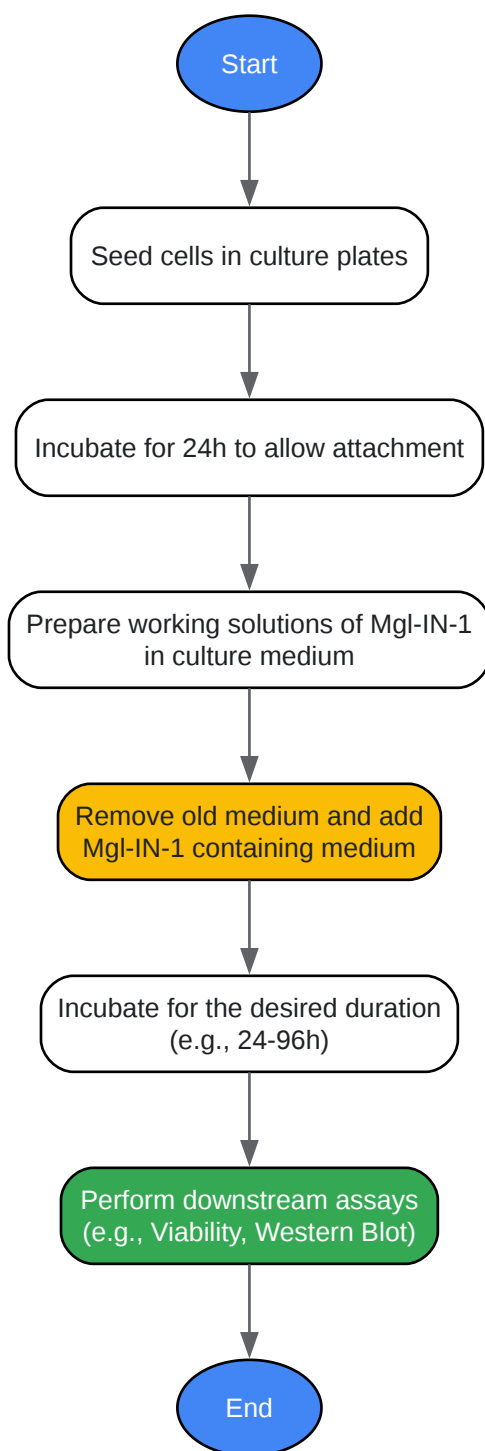 Start
Seed cells in culture plates
Incubate for 24h to allow attachment
Prepare working solutions of Mgl-IN-1
in culture medium
Remove old medium and add
Mgl-IN-1 containing medium
Incubate for the desired duration
(e.g., 24-96h)
Perform downstream assays
(e.g., Viability, Western Blot)
End